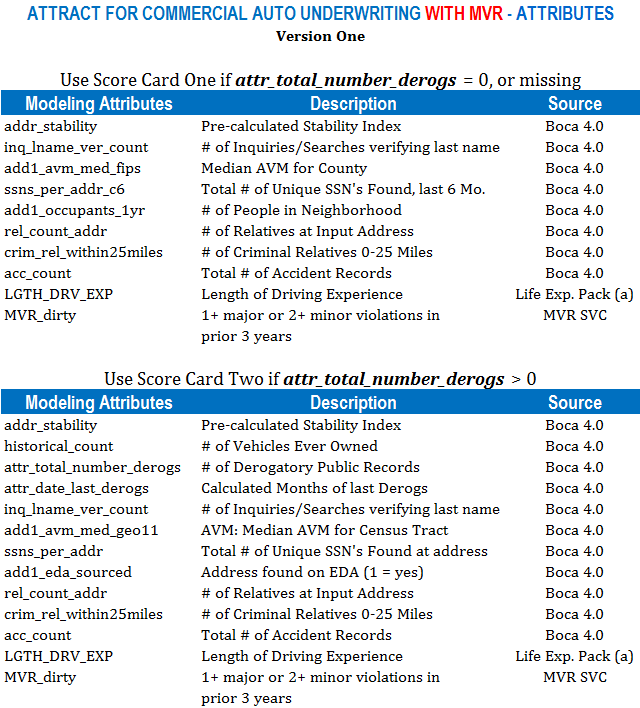 ATTRACT FOR COMMERCIAL AUTO UNDERWRITING WITH MVR - ATTRIBUTES
Version One
Use Score Card One if attr_total_number_derogs = 0, or missing
Modeling Attributes Description Source
addr_stability Pre-calculated Stability Index Boca 4.0
inq_lname_ver_count # of Inquiries/Searches verifying last name Boca 4.0
add1_avm_med_fips Median AVM for County Boca 4.0
ssns_per_addr_c6 Total # of Unique SSN's Found, last 6 Mo. Boca 4.0
add1_occupants_1yr # of People in Neighborhood Boca 4.0
rel_count_addr # of Relatives at Input Address Boca 4.0
crim_rel_within25miles # of Criminal Relatives 0-25 Miles Boca 4.0
acc_count Total # of Accident Records Boca 4.0
LGTH_DRV_EXP Length of Driving Experience Life Exp. Pack (a)
MVR_dirty 1+ major or 2+ minor violations in MVR SVC
prior 3 years
Use Score Card Two if attr_total_number_derogs > 0
Modeling Attributes Description Source
addr_stability Pre-calculated Stability Index Boca 4.0
historical_count # of Vehicles Ever Owned Boca 4.0
attr_total_number_derogs # of Derogatory Public Records Boca 4.0
attr_date_last_derogs Calculated Months of last Derogs Boca 4.0
inq_lname_ver_count # of Inquiries/Searches verifying last name Boca 4.0
add1_avm_med_geo11 AVM: Median AVM for Census Tract Boca 4.0
ssns_per_addr Total # of Unique SSN's Found at address Boca 4.0
add1_eda_sourced Address found on EDA (1 = yes) Boca 4.0
rel_count_addr # of Relatives at Input Address Boca 4.0
crim_rel_within25miles # of Criminal Relatives 0-25 Miles Boca 4.0
acc_count Total # of Accident Records Boca 4.0
LGTH_DRV_EXP Length of Driving Experience Life Exp. Pack (a)
MVR_dirty 1+ major or 2+ minor violations in MVR SVC
prior 3 years